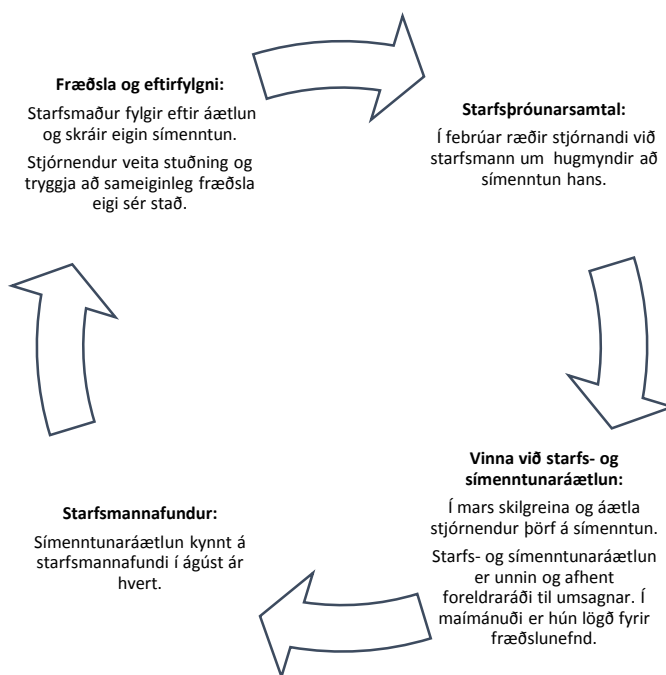 Fræðsla og eftirfylgni:
Starfsmaður fylgir eftir áætlun
og skráir eigin símenntun.
Stjórnendur veita stuðning og
tryggja að sameiginleg fræðsla
eigi sér stað.
Starfsþróunarsamtal:
Í febrúar ræðir stjórnandi við
starfsmann um hugmyndir að
símenntun hans.
Vinna við starfs- og
símenntunaráætlun:
Í mars skilgreina og áætla
stjórnendur þörf á símenntun.
Starfs- og símenntunaráætlun
er unnin og afhent
foreldraráði til umsagnar. Í
maímánuði er hún lögð fyrir
fræðslunefnd.
Starfsmannafundur:
Símenntunaráætlun kynnt á
starfsmannafundi í ágúst ár
hvert.